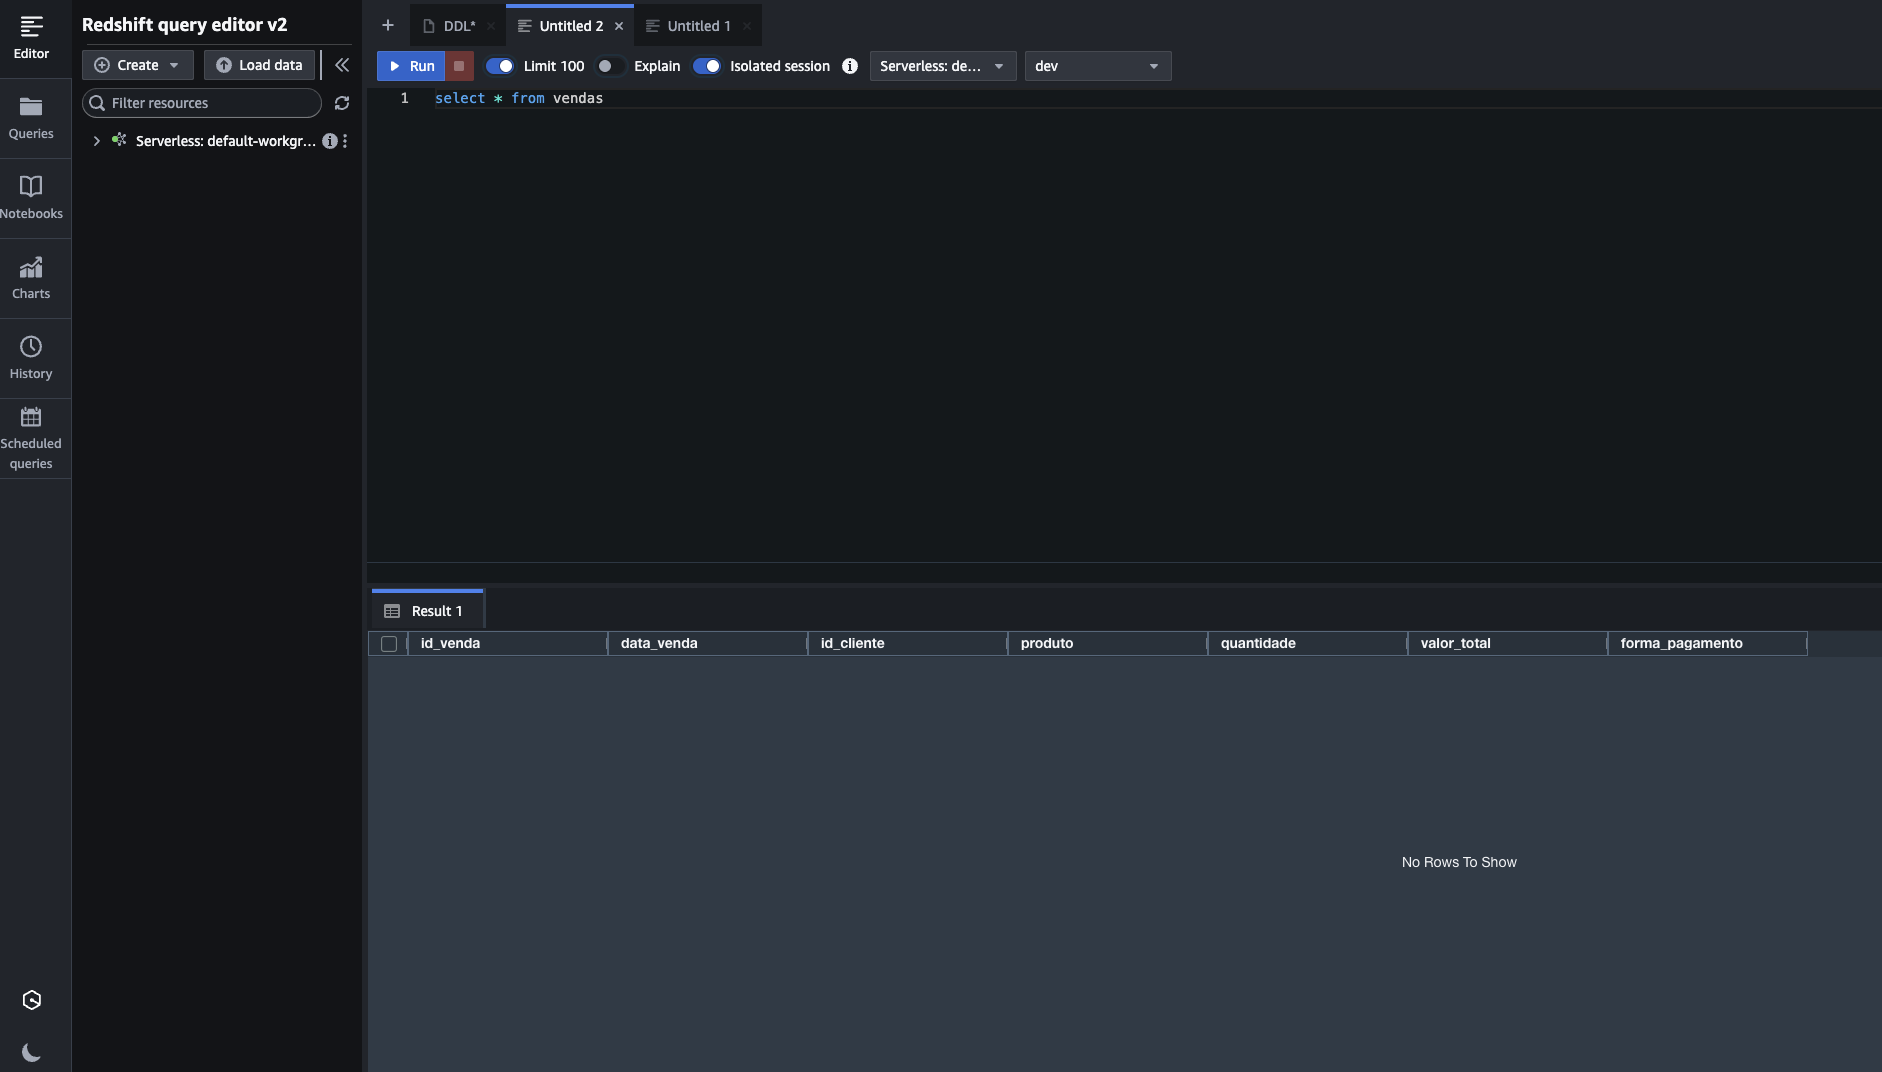 Editor
Queries
Notebooks
Charts
History
Scheduled
queries
Redshift query editor v2
Create
Load data
Filter resources
Serverless: default-workgr...
DDL*
Untitled 2
Untitled 1
Run
Limit 100
Explain
Isolated session
Serverless: de...
dev
1 select * from vendas
Result 1
id_venda data_venda id_cliente produto quantidade valor_total forma_pagamento
No Rows To Show